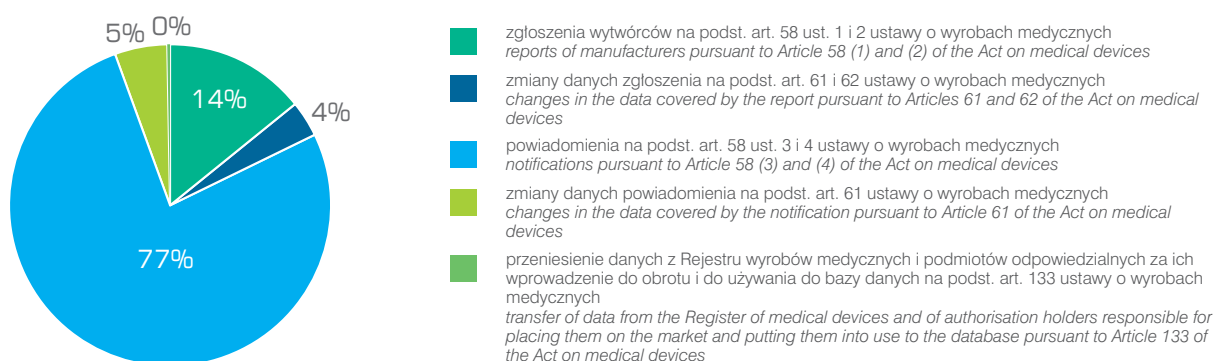 5%
0%
14%
4%
77%
zgłoszenia wytwórców na podst. art. 58 ust. 1 i 2 ustawy o wyrobach medycznych
reports of manufacturers pursuant to Article 58 (1) and (2) of the Act on medical devices
zmiany danych zgłoszenia na podst. art. 61 i 62 ustawy o wyrobach medycznych
changes in the data covered by the report pursuant to Articles 61 and 62 of the Act on medical
devices
powiadomienia na podst. art. 58 ust. 3 i 4 ustawy o wyrobach medycznych
notifications pursuant to Article 58 (3) and (4) of the Act on medical devices
zmiany danych powiadomienia na podst. art. 61 ustawy o wyrobach medycznych
changes in the data covered by the notification pursuant to Article 61 of the Act on medical
devices
przeniesienie danych z Rejestru wyrobów medycznych i podmiotów odpowiedzialnych za ich
wprowadzenie do obrotu i do używania do bazy danych na podst. art. 133 ustawy o wyrobach
medycznych
transfer of data from the Register of medical devices and of authorisation holders responsible for
placing them on the market and putting them into use to the database pursuant to Article 133 of
the Act on medical devices